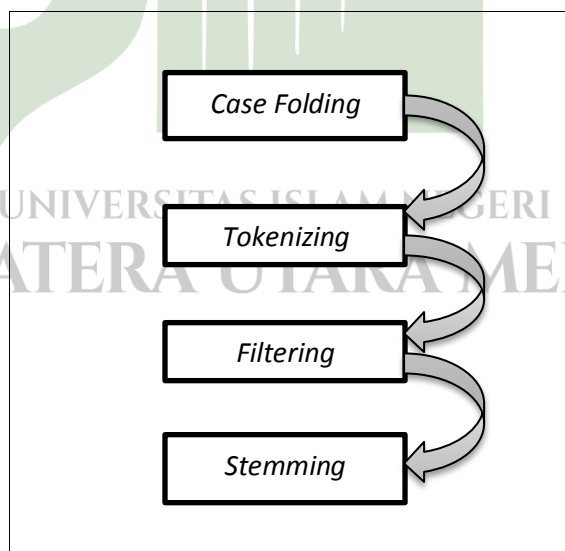 Case Folding
UNIVERSITAS ISLAM NEGERI
Tokenizing
Filtering
Stemming